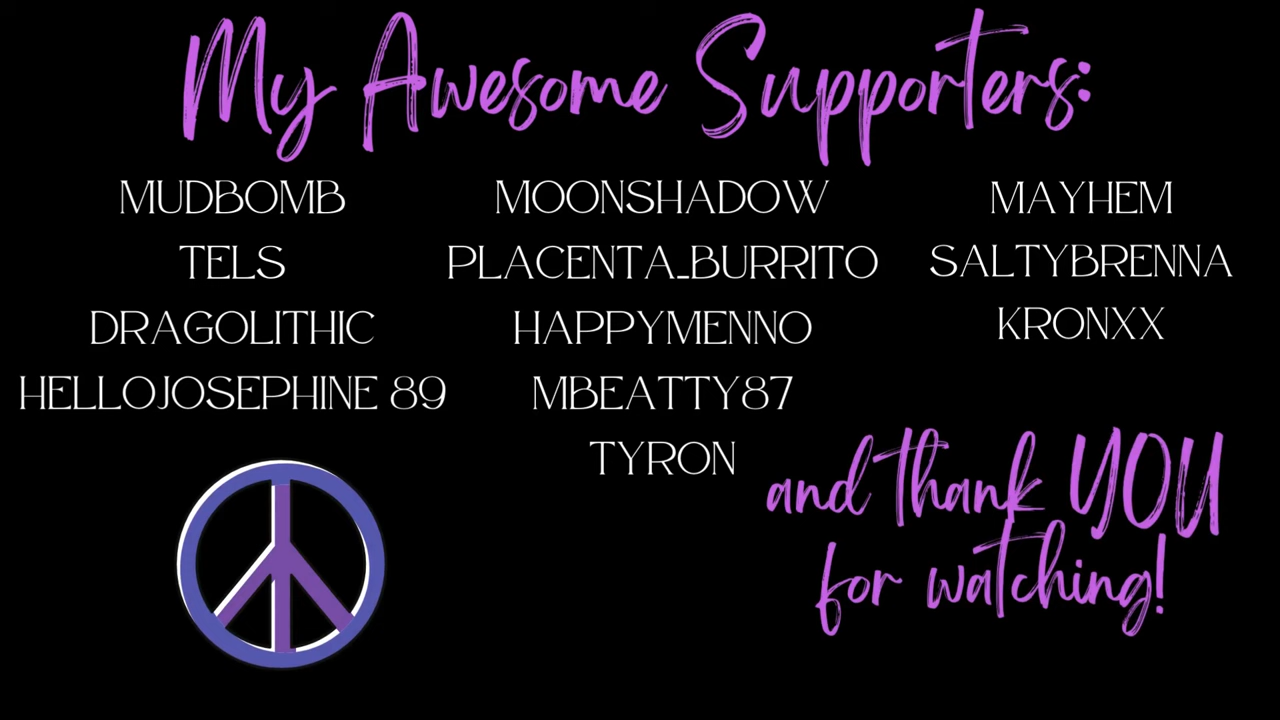 My Awesome Supporters:
MUDBOMB
TELS
DRAGOLITHIC
HELLOJOSEPHINE 89
MOONSHADOW
PLACENTA_BURRITO
HAPPYMENNO
MBEATTY87
TYRON
MAYHEM
SALTYBRENNA
KRONXX
and thank YOU
for watching!